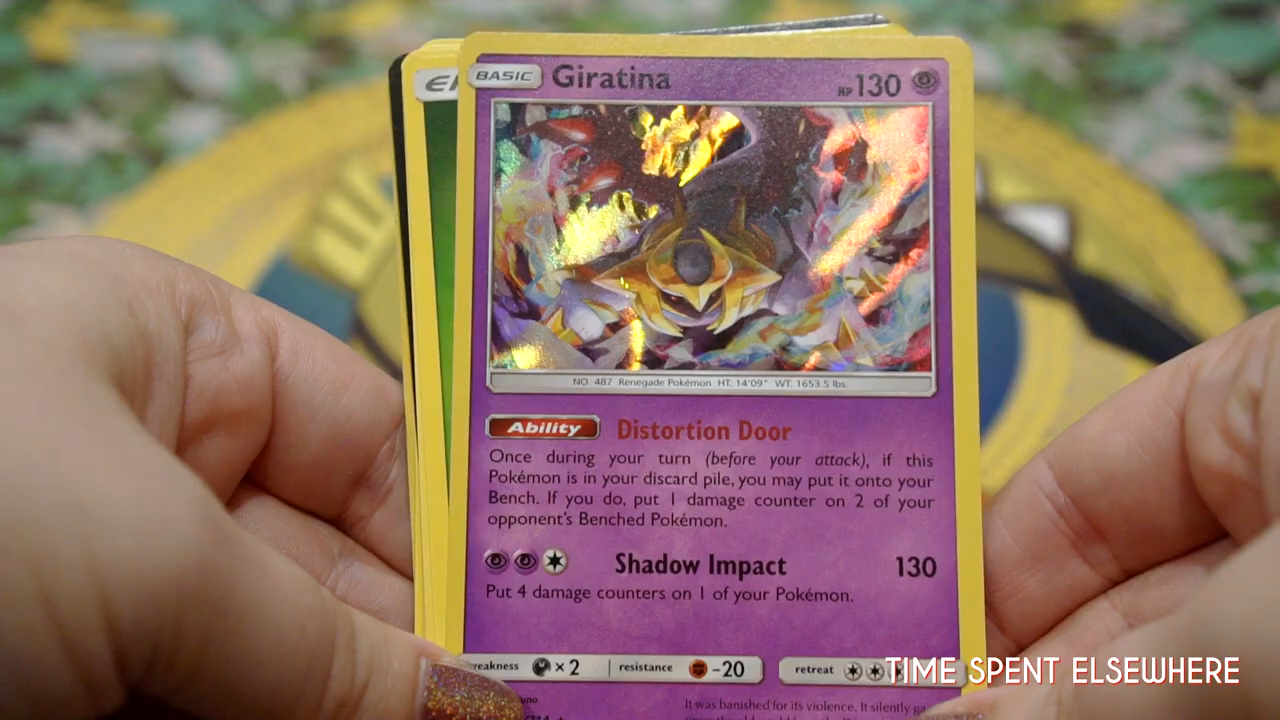 BASIC Giratina HP 130
NO. 487 Renegade Pokémon HT: 14'09" WT: 1653.5 lbs.
Ability Distortion Door
Once during your turn (before your attack), if this
Pokémon is in your discard pile, you may put it onto your
Bench. If you do, put 1 damage counter on 2 of your
opponent's Benched Pokémon.
Shadow Impact 130
Put 4 damage counters on 1 of your Pokémon.
weakness ×2 resistance -20 retreat
TIME SPENT ELSEWHERE
It was banished for its violence. It silently